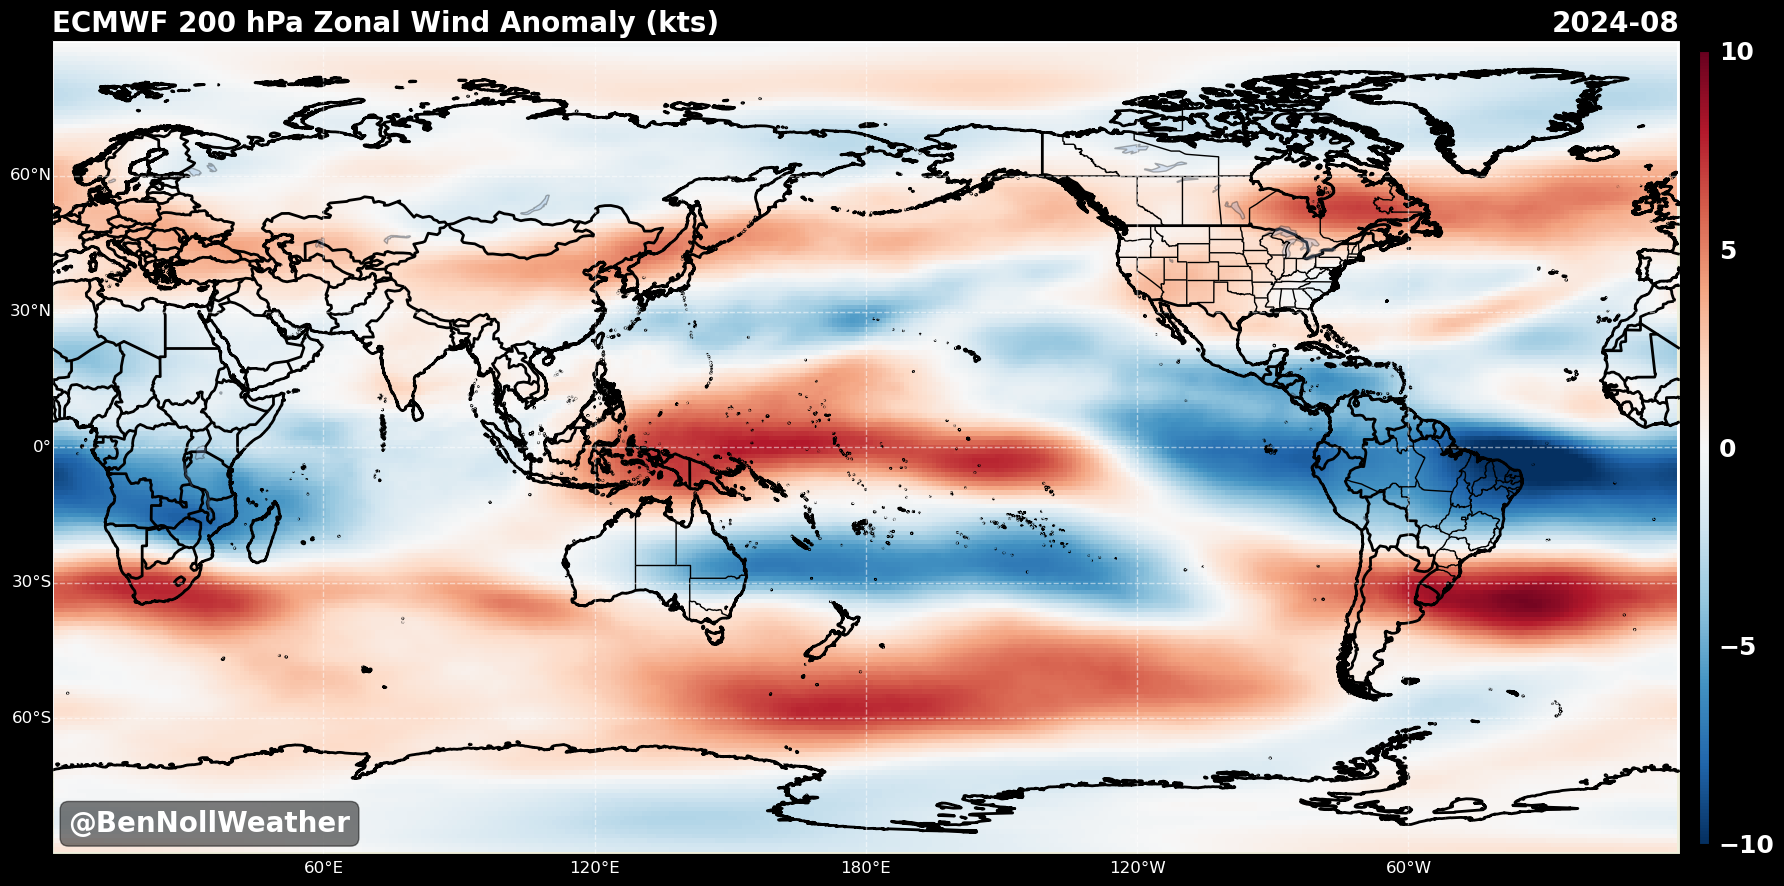 ECMWF 200 hPa Zonal Wind Anomaly (kts)
2024-08
10
5
0
−5
−10
60°N
30°N
0°
30°S
60°S
60°E
120°E
180°E
120°W
60°W
@BenNollWeather